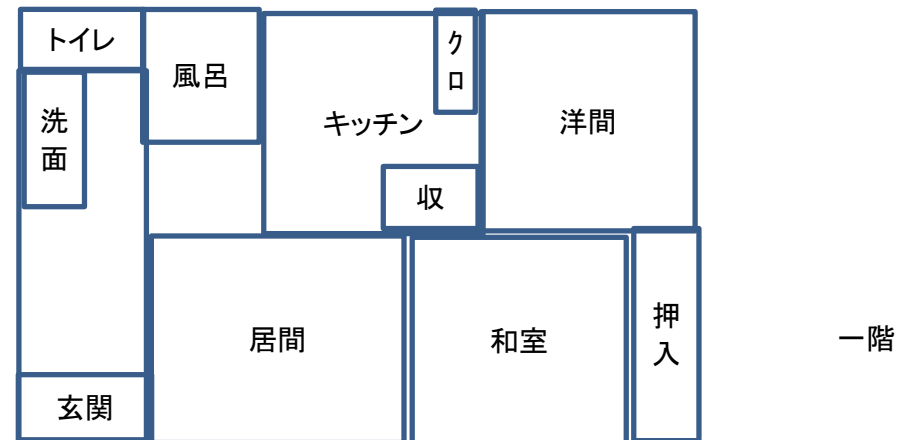 トイレ
風呂
クロ
洗面
キッチン
洋間
収
居間
和室
押入
一階
玄関